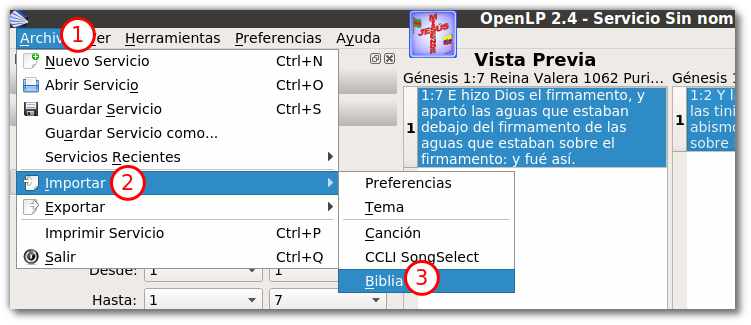 OpenLP 2.4 - Servicio Sin nom
Archiv 1 er Herramientas Preferencias Ayuda
Nuevo Servicio Ctrl+N
Abrir Servicio Ctrl+O
Guardar Servicio Ctrl+S
Guardar Servicio como...
Servicios Recientes
Importar 2
Exportar
Imprimir Servicio Ctrl+P
Salir Ctrl+Q
Preferencias
Tema
Canción
CCLI SongSelect
Biblia 3
Desde: 1 1
Hasta: 1 7
JESÚS
Vista Previa
Génesis 1:7 Reina Valera 1062 Puri...
1
1:7 E hizo Dios el firmamento, y
apartó las aguas que estaban
debajo del firmamento de las
aguas que estaban sobre el
firmamento: y fué así.
Génesis 1
1
1:2 Y l
las tini
abismo
sobre